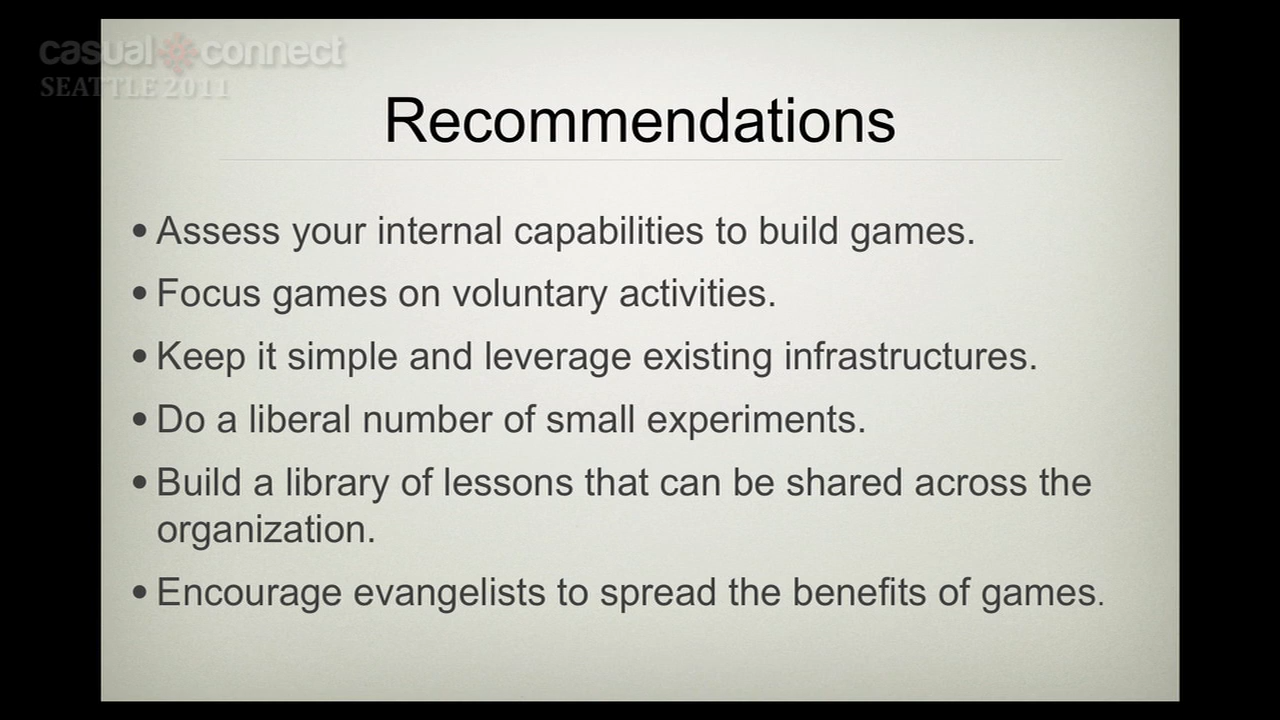 casual connect
SEATTLE 2011
Recommendations
• Assess your internal capabilities to build games.
• Focus games on voluntary activities.
• Keep it simple and leverage existing infrastructures.
• Do a liberal number of small experiments.
• Build a library of lessons that can be shared across the
organization.
• Encourage evangelists to spread the benefits of games.